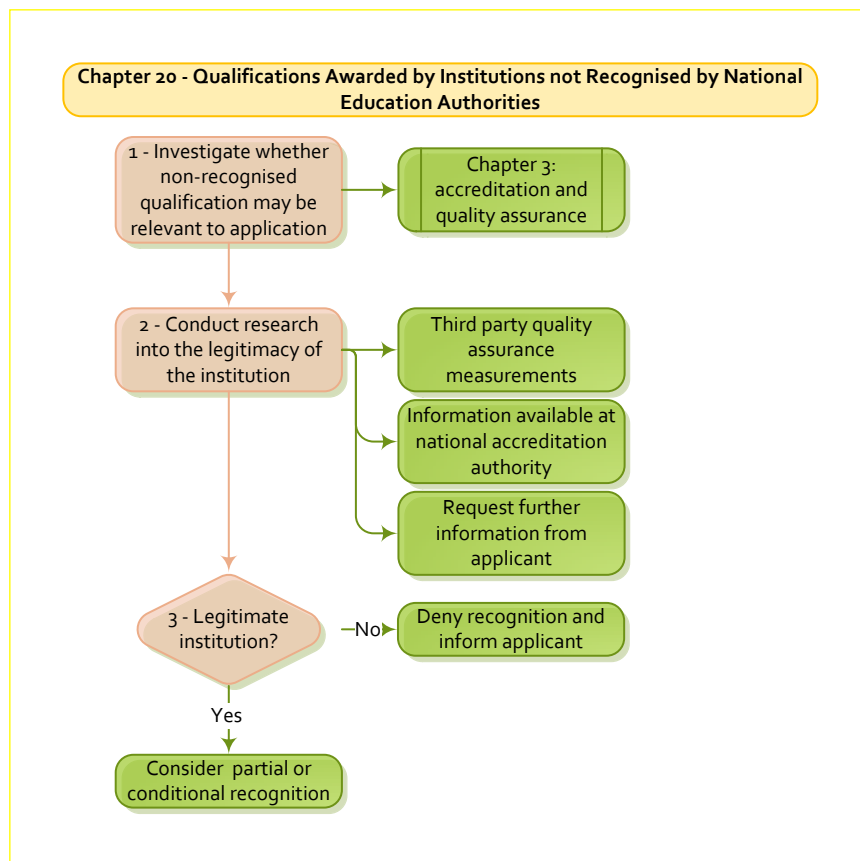 Chapter 20 - Qualifications Awarded by Institutions not Recognised by National
Education Authorities
1 - Investigate whether
non-recognised
qualification may be
relevant to application
Chapter 3:
accreditation and
quality assurance
2 - Conduct research
into the legitimacy of
the institution
Third party quality
assurance
measurements
Information available at
national accreditation
authority
Request further
information from
applicant
3 - Legitimate
institution?
No
Deny recognition and
inform applicant
Yes
Consider partial or
conditional recognition